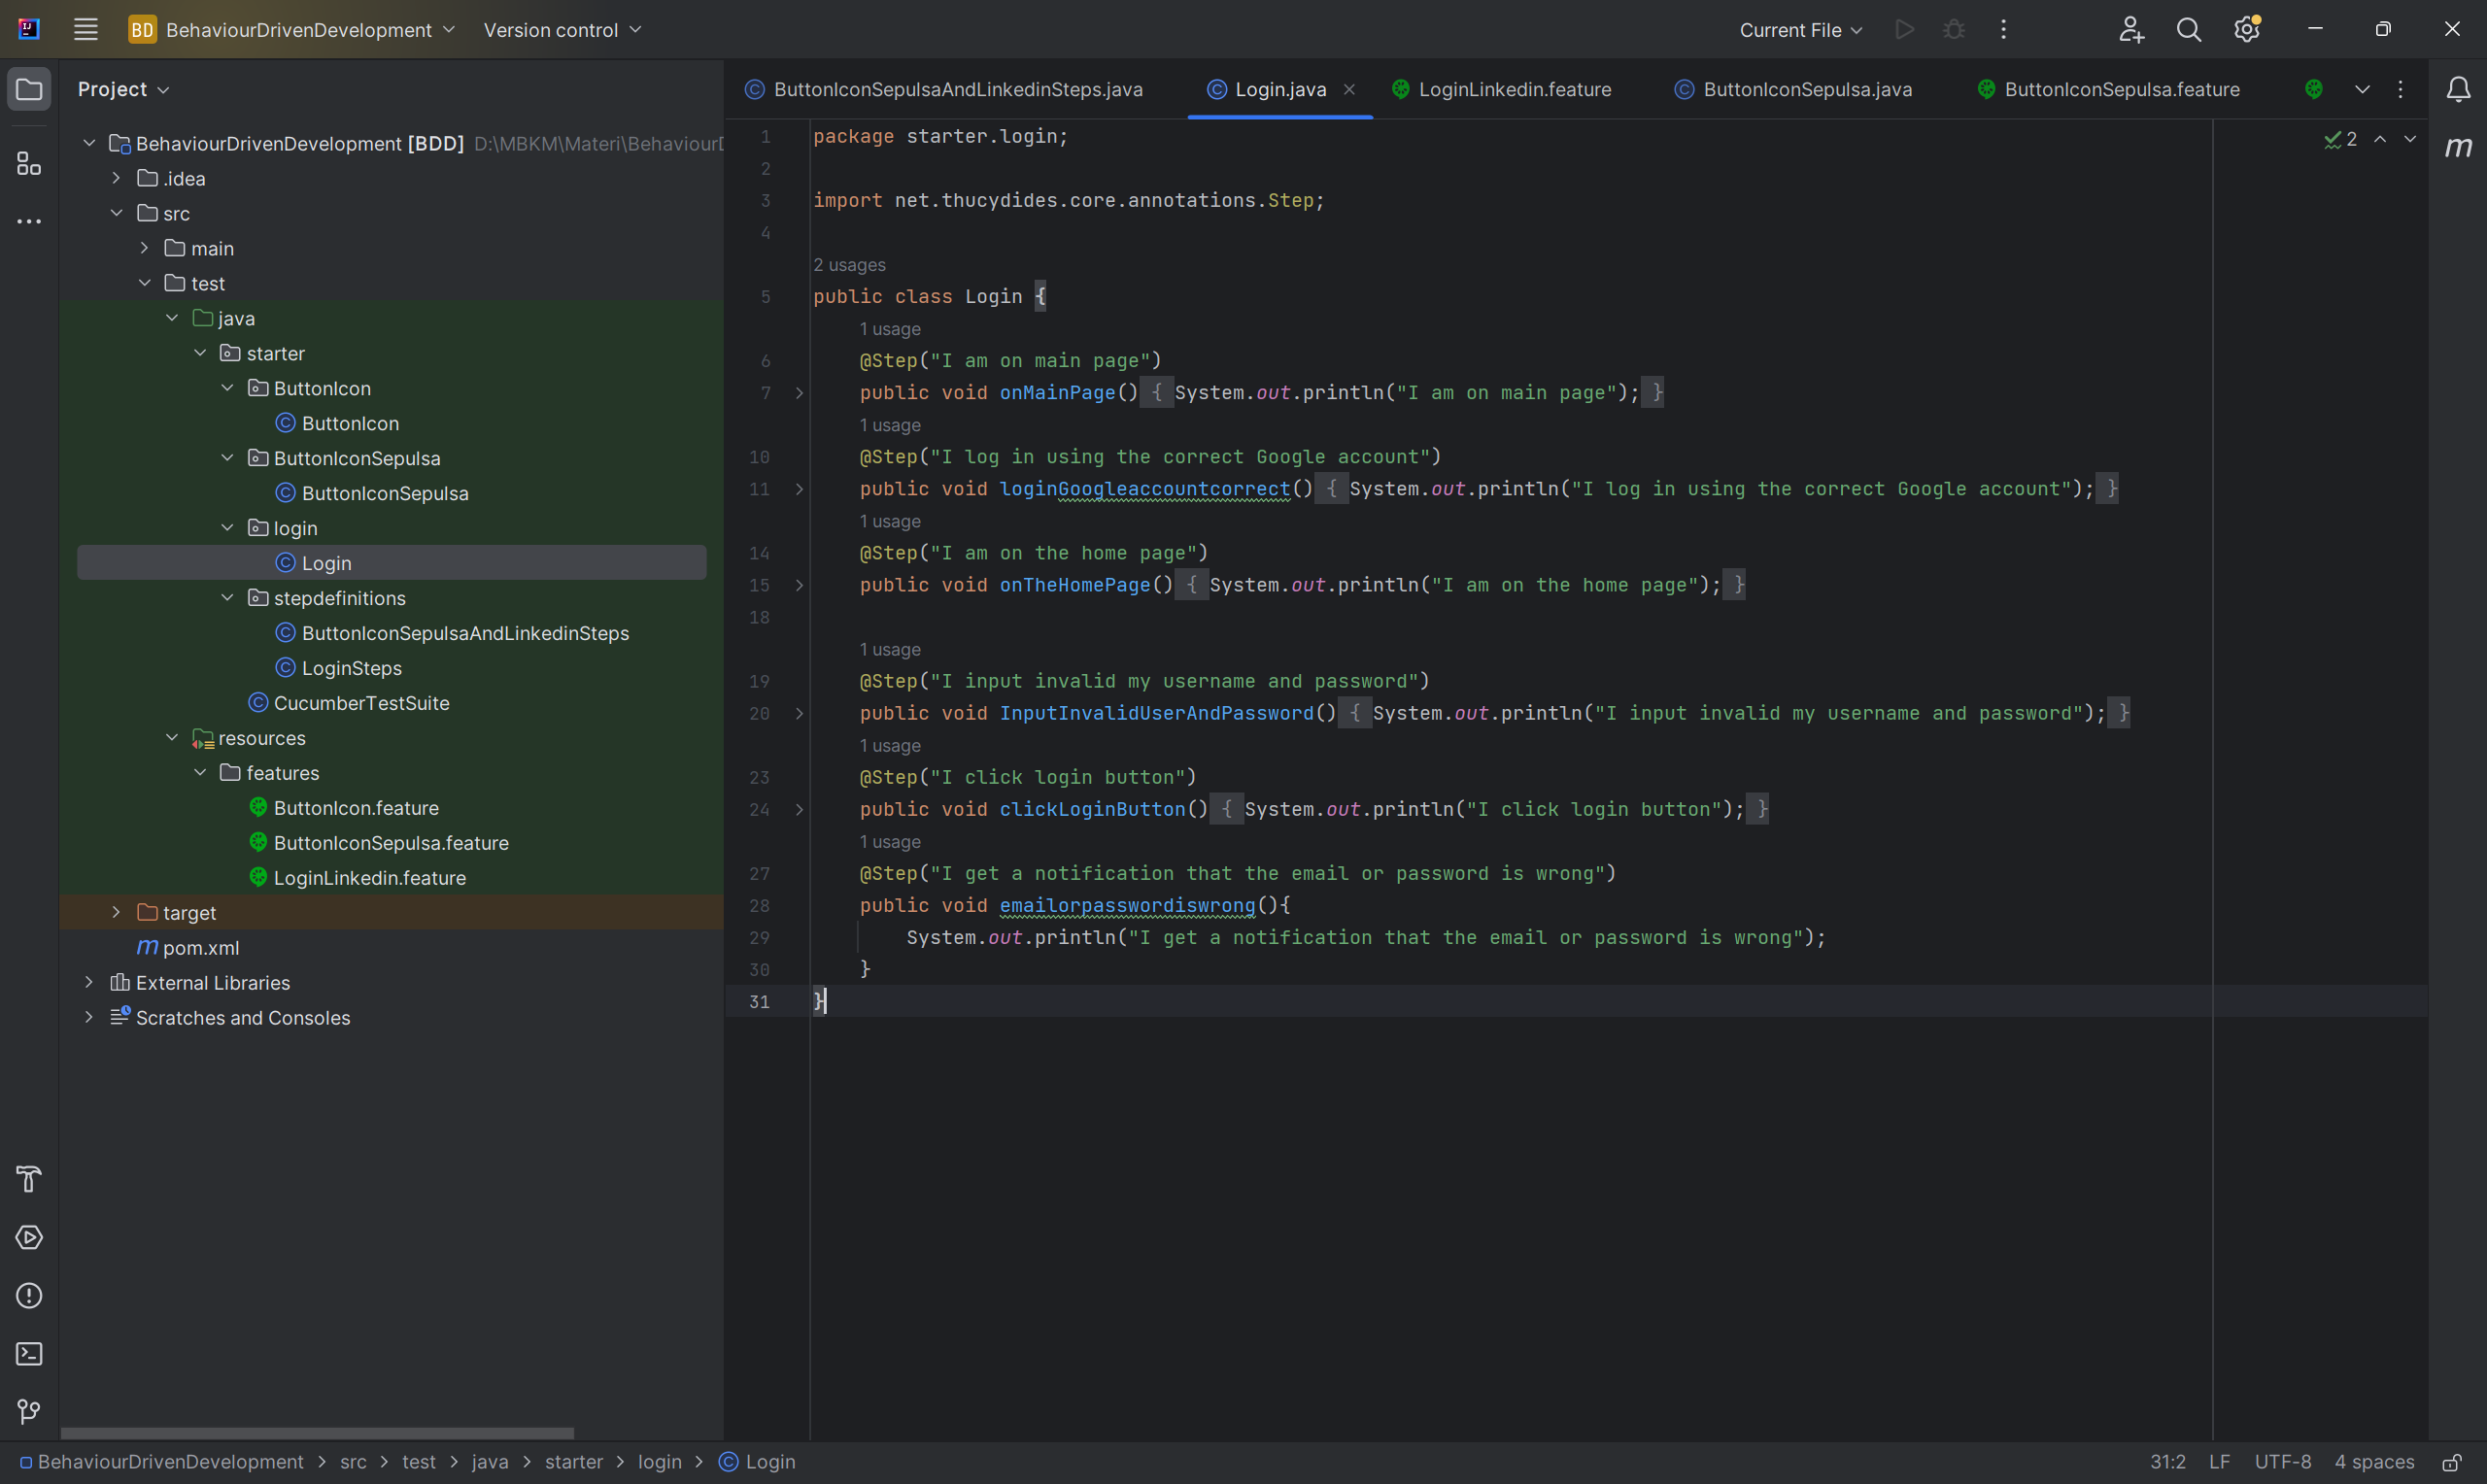 BD BehaviourDrivenDevelopment Version control Current File
Project
ButtonIconSepulsaAndLinkedinSteps.java Login.java LoginLinkedin.feature ButtonIconSepulsa.java ButtonIconSepulsa.feature
BehaviourDrivenDevelopment [BDD] D:\MBKM\Materi\Behaviour
.idea
src
main
test
java
starter
ButtonIcon
ButtonIcon
ButtonIconSepulsa
ButtonIconSepulsa
login
Login
stepdefinitions
ButtonIconSepulsaAndLinkedinSteps
LoginSteps
CucumberTestSuite
resources
features
ButtonIcon.feature
ButtonIconSepulsa.feature
LoginLinkedin.feature
target
m pom.xml
External Libraries
Scratches and Consoles
1 package starter.login; 2
2
3 import net.thucydides.core.annotations.Step;
4
2 usages
5 public class Login {
1 usage
6 @Step("I am on main page")
7 public void onMainPage() { System.out.println("I am on main page"); }
1 usage
10 @Step("I log in using the correct Google account")
11 public void loginGoogleaccountcorrect() { System.out.println("I log in using the correct Google account"); }
1 usage
14 @Step("I am on the home page")
15 public void onTheHomePage() { System.out.println("I am on the home page"); }
18
1 usage
19 @Step("I input invalid my username and password")
20 public void InputInvalidUserAndPassword() { System.out.println("I input invalid my username and password"); }
1 usage
23 @Step("I click login button")
24 public void clickLoginButton() { System.out.println("I click login button"); }
1 usage
27 @Step("I get a notification that the email or password is wrong")
28 public void emailorpasswordiswrong(){
29 System.out.println("I get a notification that the email or password is wrong");
30 }
31 }
m
BehaviourDrivenDevelopment > src > test > java > starter > login > Login 31:2 LF UTF-8 4 spaces